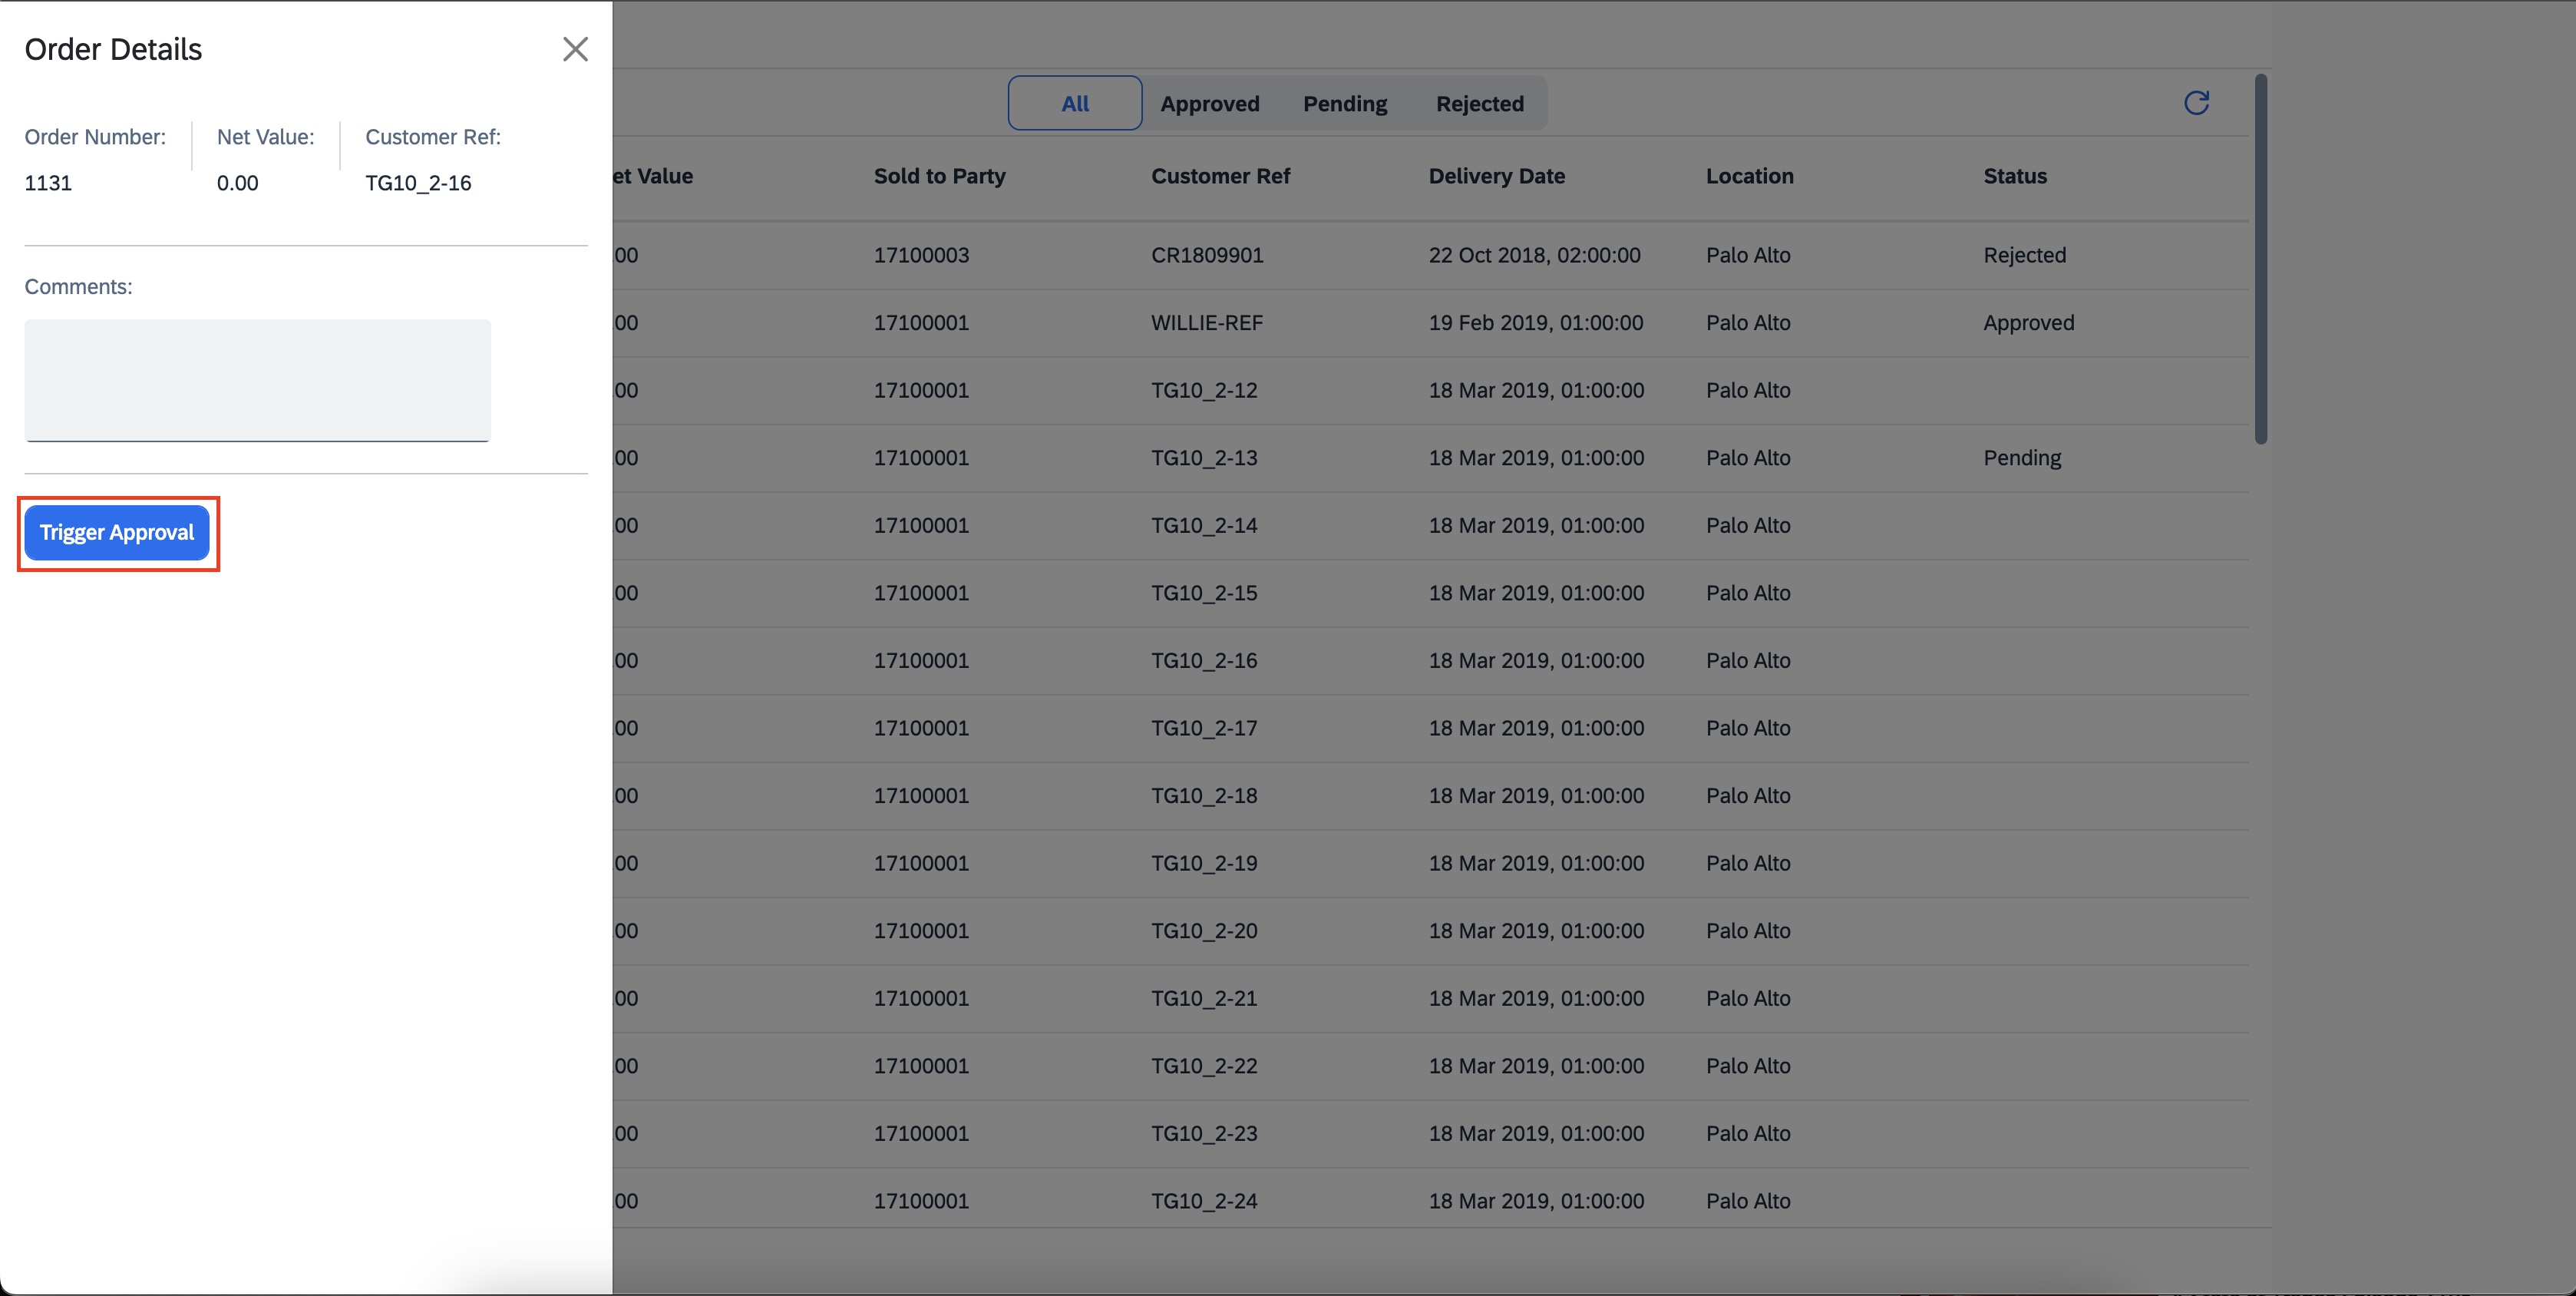 Order Details
Order Number: Net Value: Customer Ref:
1131 0.00 TG10_2-16
Comments:
Trigger Approval
All Approved Pending Rejected
et Value Sold to Party Customer Ref Delivery Date Location Status
.00 17100003 CR1809901 22 Oct 2018, 02:00:00 Palo Alto Rejected
.00 17100001 WILLIE-REF 19 Feb 2019, 01:00:00 Palo Alto Approved
.00 17100001 TG10_2-12 18 Mar 2019, 01:00:00 Palo Alto
.00 17100001 TG10_2-13 18 Mar 2019, 01:00:00 Palo Alto Pending
.00 17100001 TG10_2-14 18 Mar 2019, 01:00:00 Palo Alto
.00 17100001 TG10_2-15 18 Mar 2019, 01:00:00 Palo Alto
.00 17100001 TG10_2-16 18 Mar 2019, 01:00:00 Palo Alto
.00 17100001 TG10_2-17 18 Mar 2019, 01:00:00 Palo Alto
.00 17100001 TG10_2-18 18 Mar 2019, 01:00:00 Palo Alto
.00 17100001 TG10_2-19 18 Mar 2019, 01:00:00 Palo Alto
.00 17100001 TG10_2-20 18 Mar 2019, 01:00:00 Palo Alto
.00 17100001 TG10_2-21 18 Mar 2019, 01:00:00 Palo Alto
.00 17100001 TG10_2-22 18 Mar 2019, 01:00:00 Palo Alto
.00 17100001 TG10_2-23 18 Mar 2019, 01:00:00 Palo Alto
.00 17100001 TG10_2-24 18 Mar 2019, 01:00:00 Palo Alto